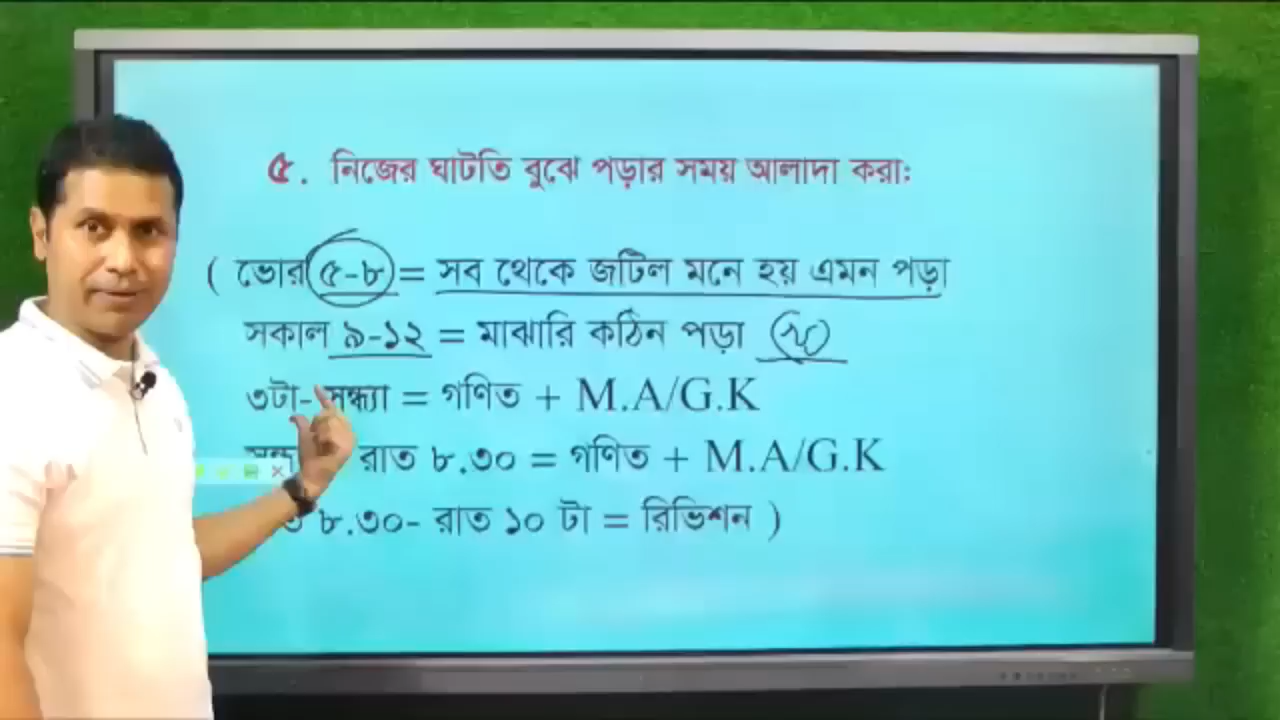 ৫. নিজের ঘাটতি বুঝে পড়ার সময় আলাদা করা:
( ভোর ৫-৮ = সব থেকে জটিল মনে হয় এমন পড়া
সকাল ৯-১২ = মাঝারি কঠিন পড়া
৩টা- সন্ধ্যা = গণিত + M.A/G.K
রাত ৮.৩০ = গণিত + M.A/G.K
৮.৩০- রাত ১০ টা = রিভিশন )